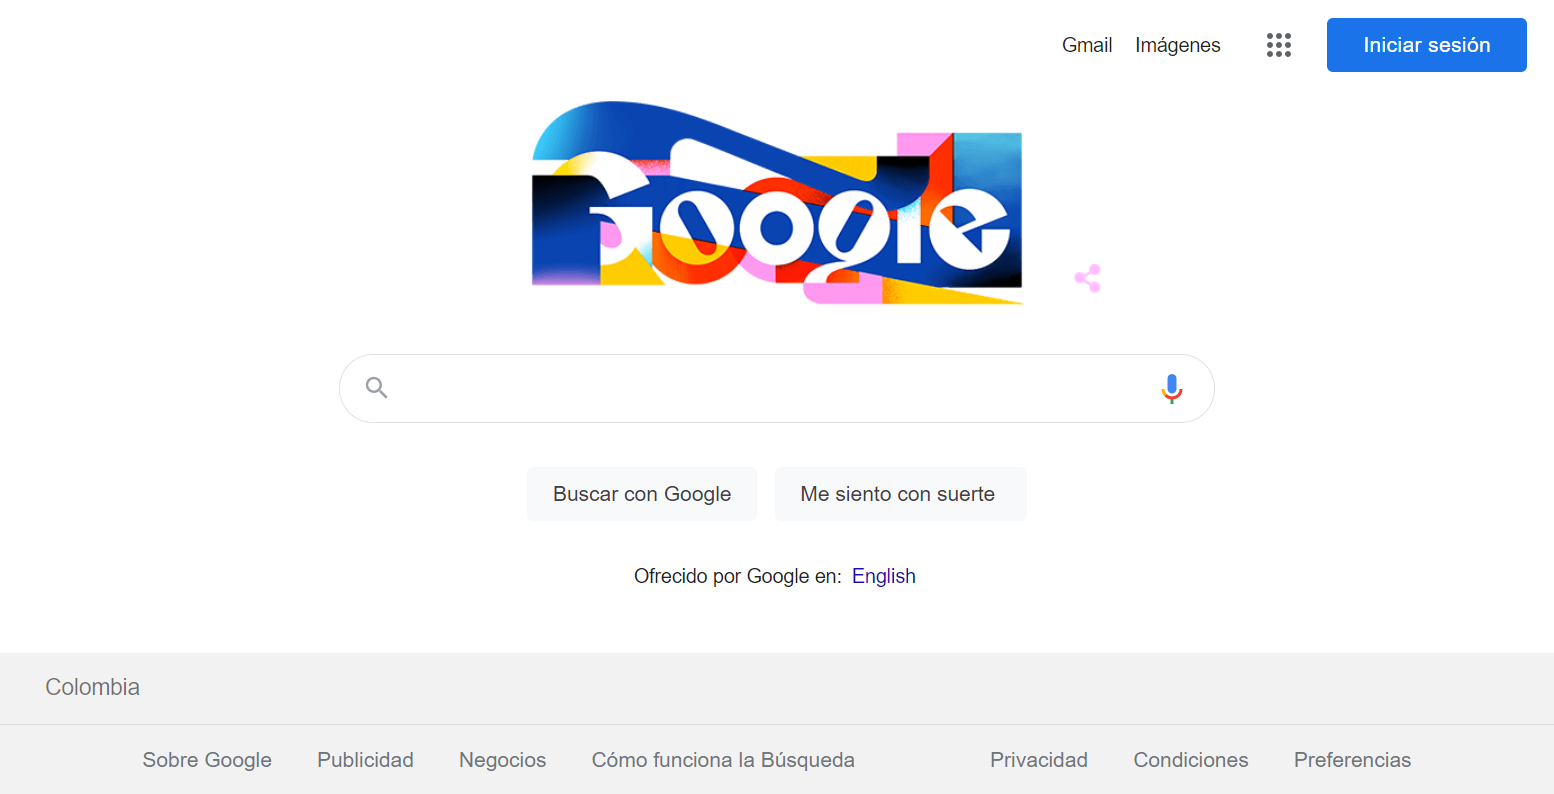 Gmail Imágenes Iniciar sesión
Google
Buscar con Google Me siento con suerte
Ofrecido por Google en: English
Colombia
Sobre Google Publicidad Negocios Cómo funciona la Búsqueda Privacidad Condiciones Preferencias